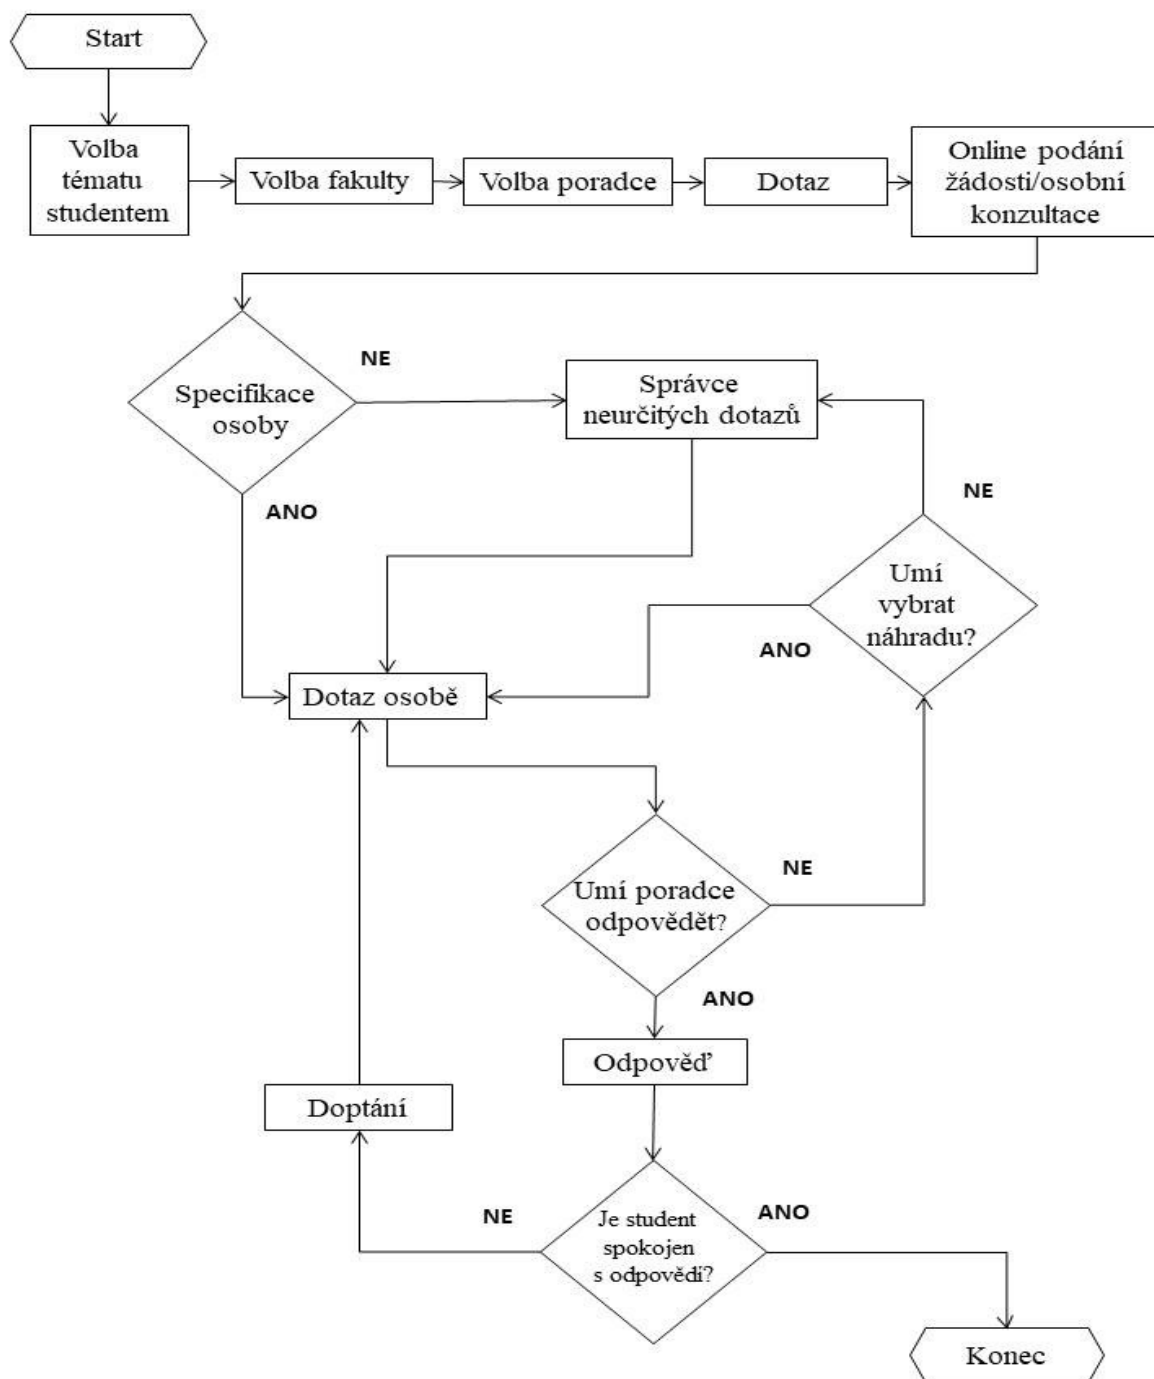 Start
Volba
tématu
studentem
Volba fakulty
Volba poradce
Dotaz
Online podání
žádosti/osobní
konzultace
Specifikace
osoby
NE
ANO
Správce
neurčitých dotazů
NE
Umí
vybrat
náhradu?
ANO
Dotaz osobě
Umí poradce
odpovědět?
NE
ANO
Odpověď
Doptání
NE
Je student
spokojen
s odpovědí?
ANO
Konec